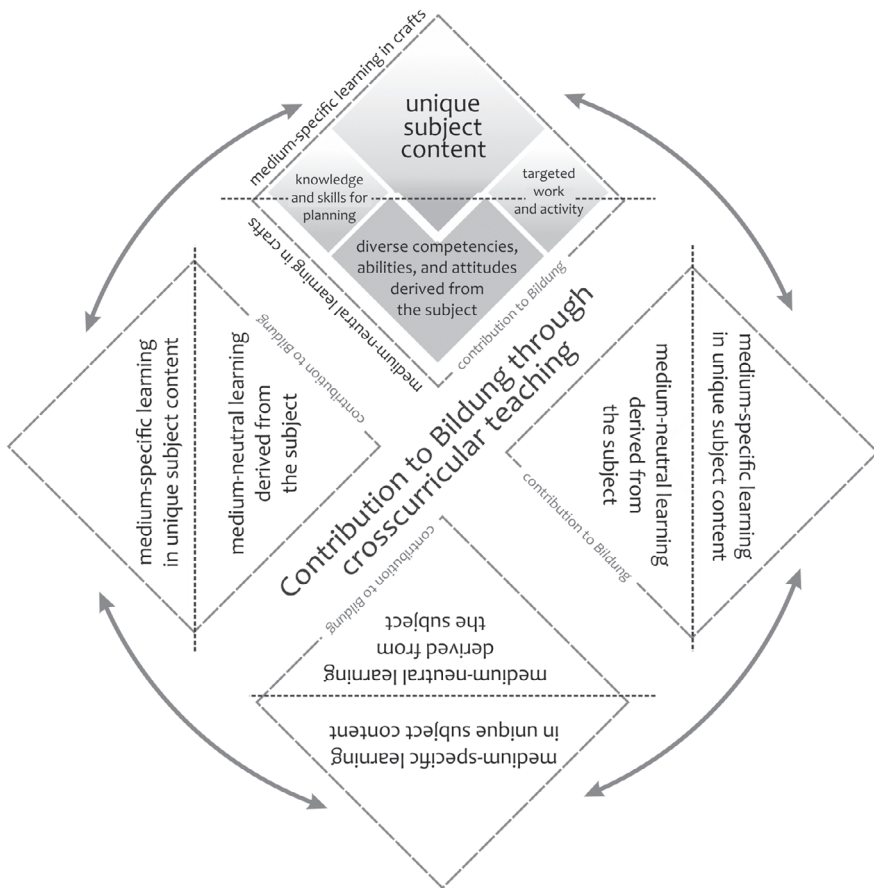 medium-specific learning in crafts
unique
subject
content
knowledge
and skills for
planning
targeted
work
and activity
medium-neutral learning in crafts
diverse competencies,
abilities, and attitudes
derived from
the subject
contribution to Bildung
medium-specific learning
in unique subject content
medium-neutral learning
derived from
the subject
contribution to Bildung
Contribution to Bildung through
crosscurricular teaching
medium-specific learning
in unique subject content
medium-neutral learning
derived from
the subject
contribution to Bildung
contribution to Bildung
medium-neutral learning
derived from
the subject
medium-specific learning
in unique subject content